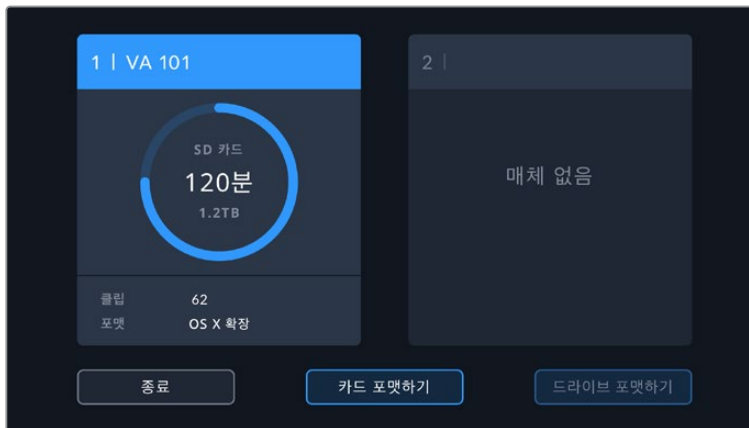 1 | VA 101
SD 카드
120분
1.2TB
클립 62
포맷 OS X 확장
2 |
매체 없음
종료
카드 포맷하기
드라이브 포맷하기